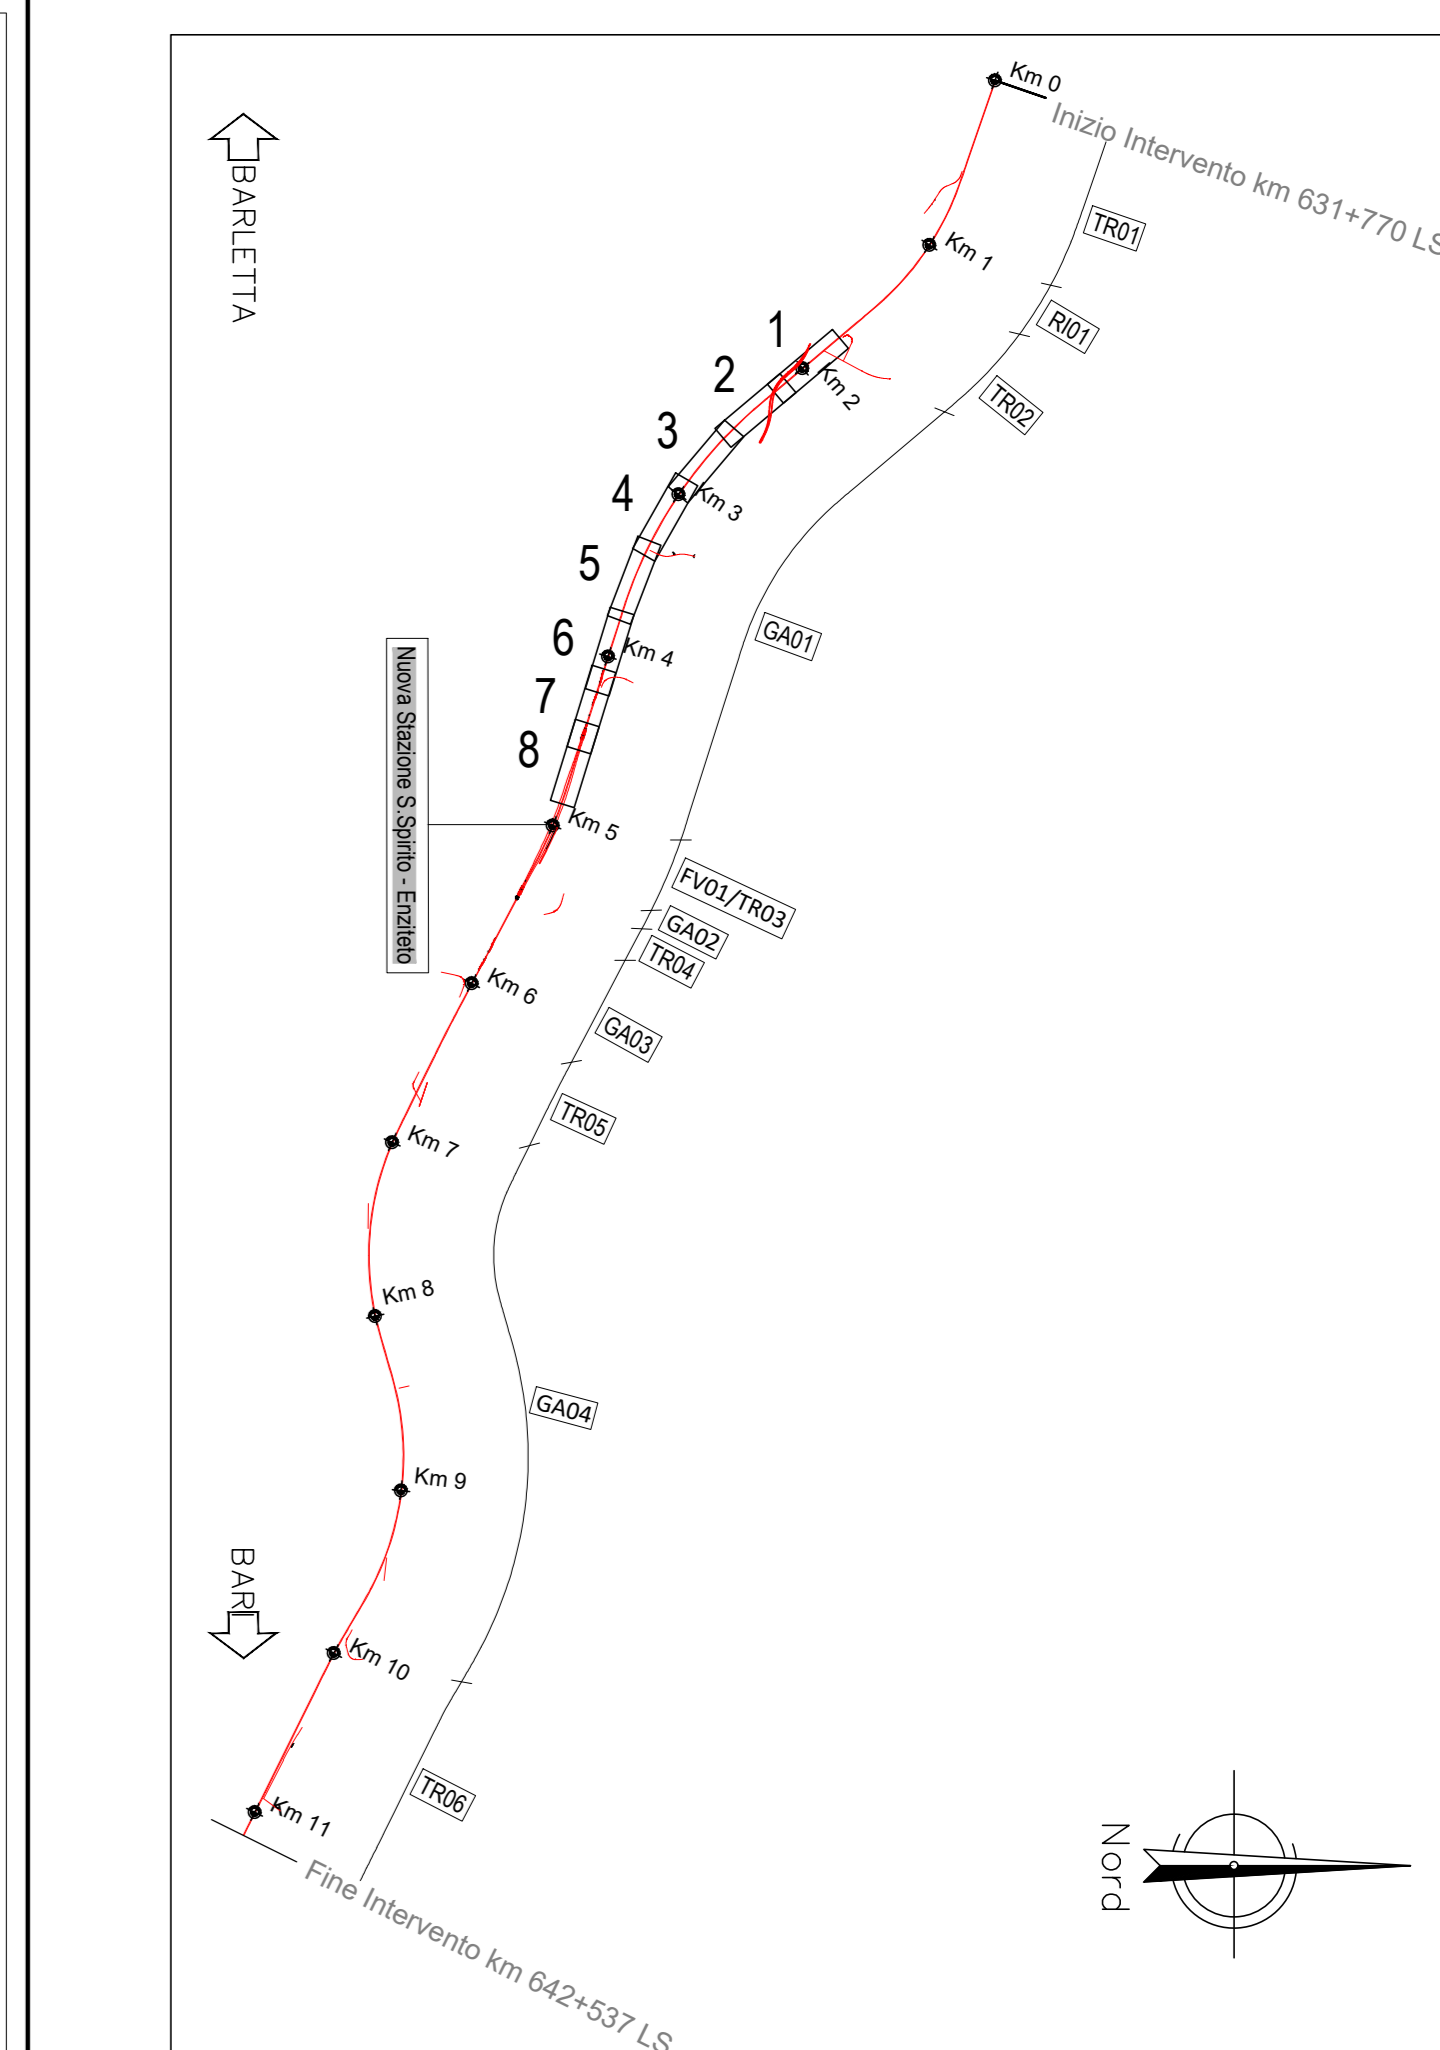 Km 0
Inizio Intervento km 631+770 LS
BARLETTA
TR01
Km 1
RI01
1
Km 2
2
TR02
3
Km 3
4
5
GA01
6
Km 4
7
8
Nuova Stazione S.Spirito - Enziteto
Km 5
FV01/TR03
GA02
TR04
Km 6
GA03
TR05
Km 7
Km 8
GA04
Km 9
BARI
Km 10
TR06
Km 11
Fine Intervento km 642+537 LS
Nord